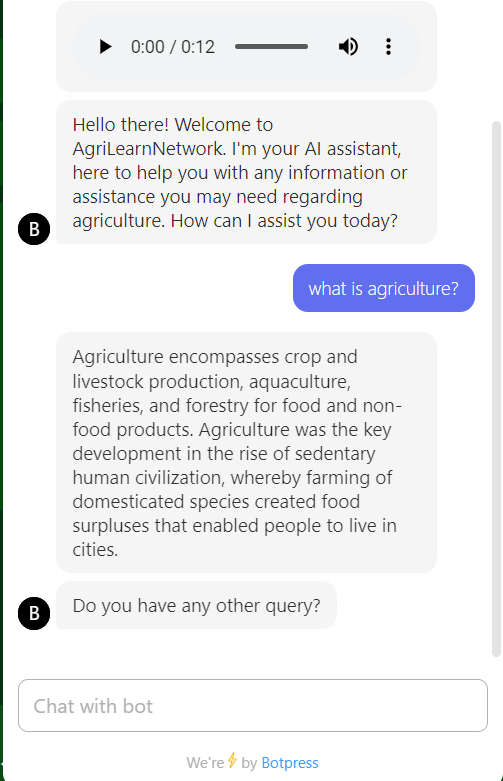 0:00 / 0:12
Hello there! Welcome to
AgriLearnNetwork. I'm your AI assistant,
here to help you with any information or
assistance you may need regarding
agriculture. How can I assist you today?
B
what is agriculture?
Agriculture encompasses crop and
livestock production, aquaculture,
fisheries, and forestry for food and non-
food products. Agriculture was the key
development in the rise of sedentary
human civilization, whereby farming of
domesticated species created food
surpluses that enabled people to live in
cities.
B
Do you have any other query?
Chat with bot
We're⚡ by Botpress